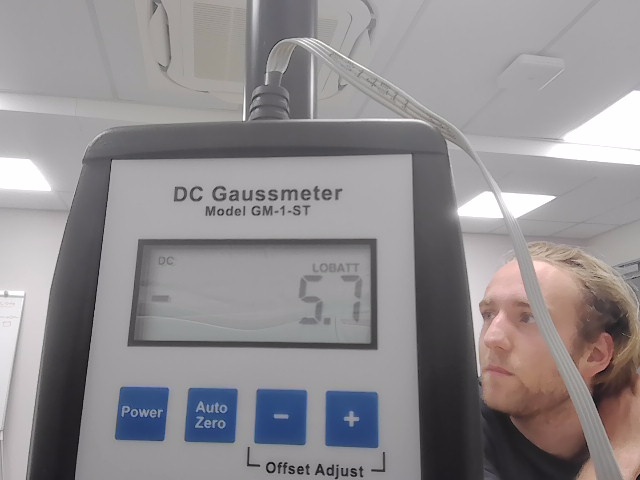 DC Gaussmeter
Model GM-1-ST
DC
LOBATT
- 5.7
Power
Auto
Zero
-
+
Offset Adjust